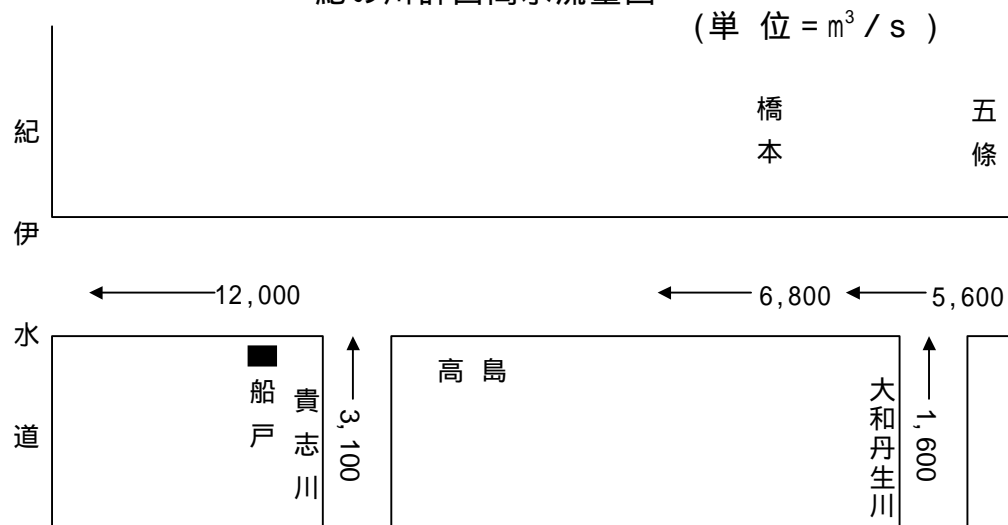 (単 位=m³/s )
橋本
五條
紀伊水道
12,000
6,800
5,600
船戸
貴志川
3,100
高 島
大和丹生川
1,600